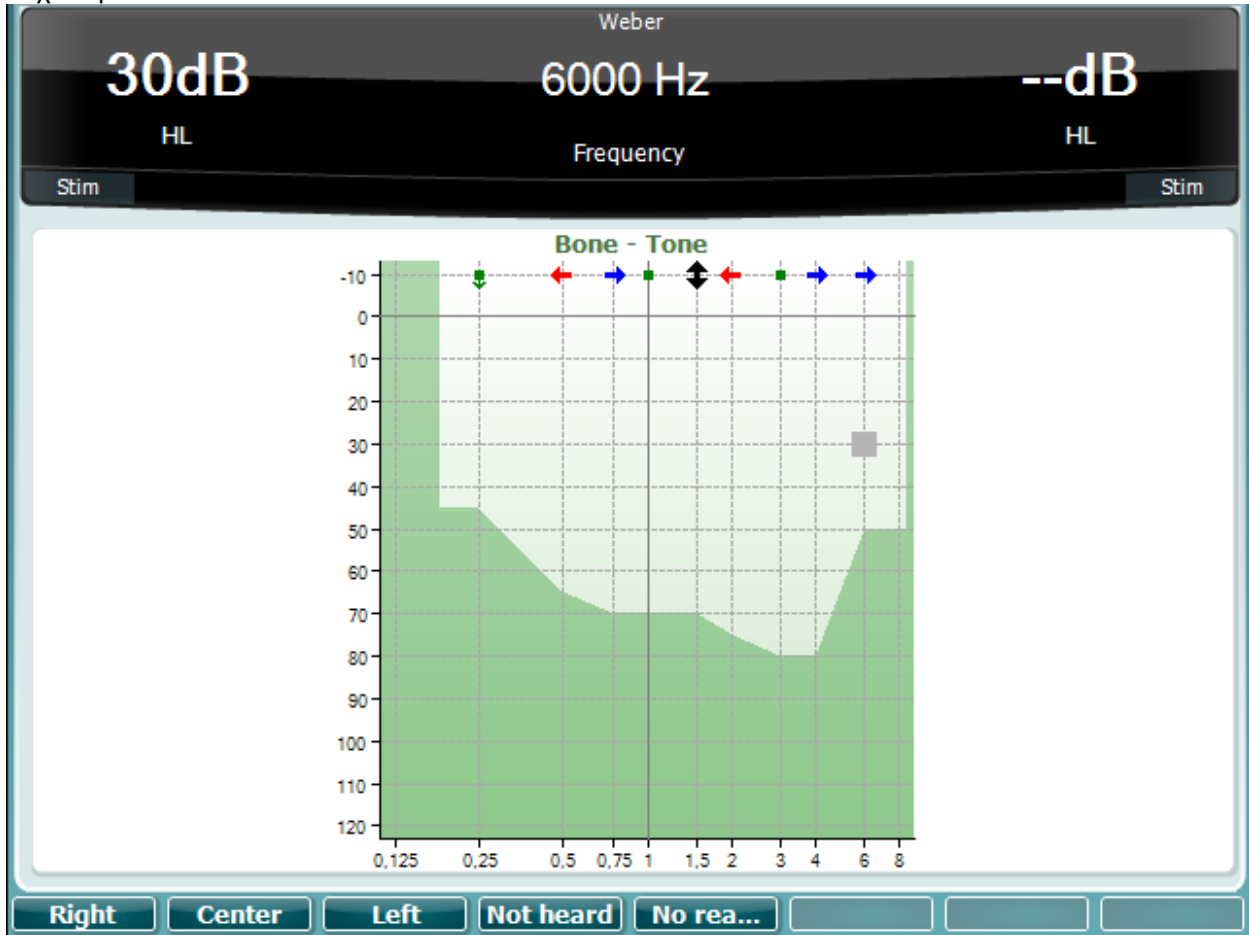 Weber
30dB 6000 Hz --dB
HL Frequency HL
Stim Stim
Bone - Tone
-10
0
10
20
30
40
50
60
70
80
90
100
110
120
0,125 0,25 0,5 0,75 1 1,5 2 3 4 6 8
Right Center Left Not heard No rea...